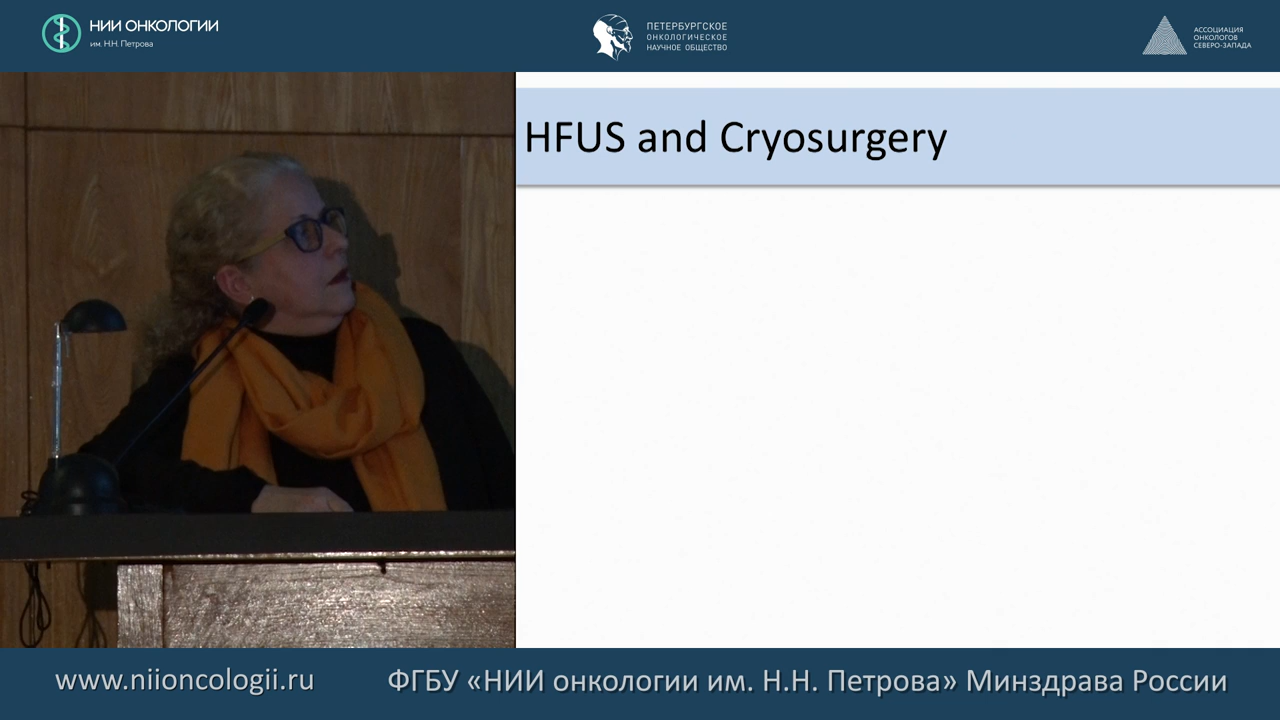 НИИ ОНКОЛОГИИ
им. Н.Н. Петрова
ПЕТЕРБУРГСКОЕ
ОНКОЛОГИЧЕСКОЕ
НАУЧНОЕ ОБЩЕСТВО
АССОЦИАЦИЯ
ОНКОЛОГОВ
СЕВЕРО-ЗАПАДА
HFUS and Cryosurgery
www.niioncologii.ru
ФГБУ «НИИ онкологии им. Н.Н. Петрова» Минздрава России